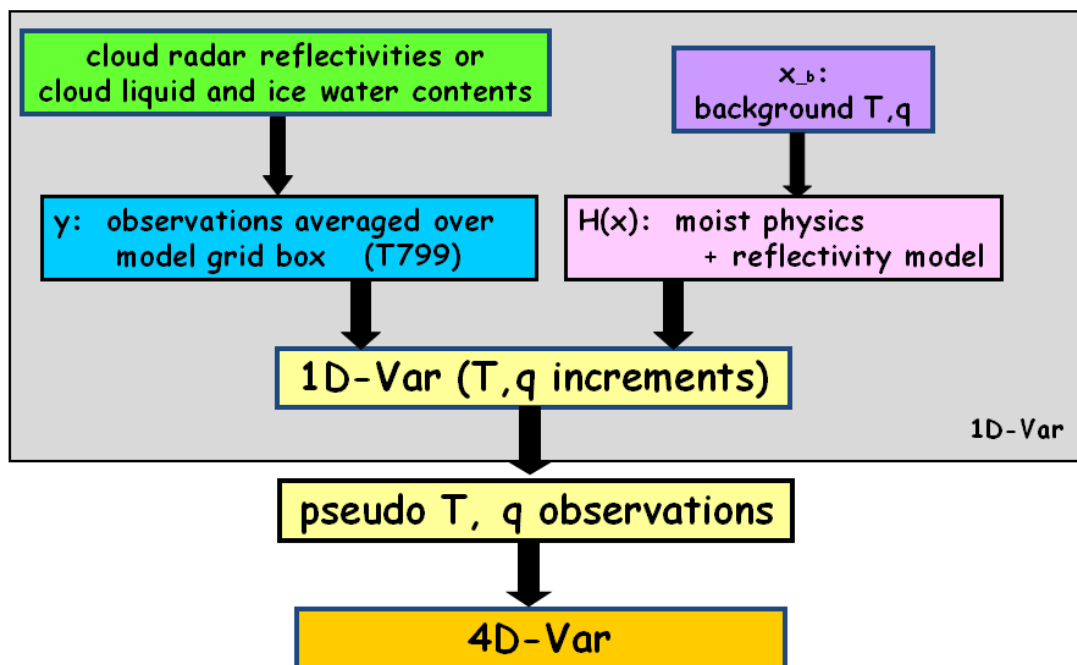 cloud radar reflectivities or
cloud liquid and ice water contents
x_b:
background T,q
y: observations averaged over
model grid box (T799)
H(x): moist physics
+ reflectivity model
1D-Var (T,q increments)
1D-Var
pseudo T, q observations
4D-Var